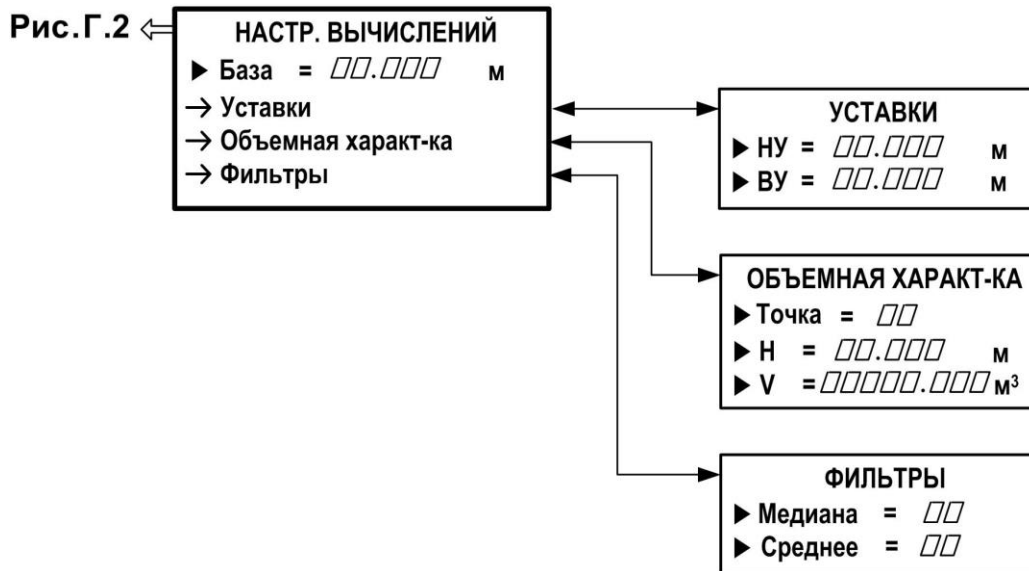 Рис.Г.2
НАСТР. ВЫЧИСЛЕНИЙ
▶ База = 00.000 м
→ Уставки
→ Объемная характ-ка
→ Фильтры
УСТАВКИ
▶ НУ = 00.000 м
▶ ВУ = 00.000 м
ОБЪЕМНАЯ ХАРАКТ-КА
▶ Точка = 00
▶ Н = 00.000 м
▶ V = 00000.000 м³
ФИЛЬТРЫ
▶ Медиана = 00
▶ Среднее = 00